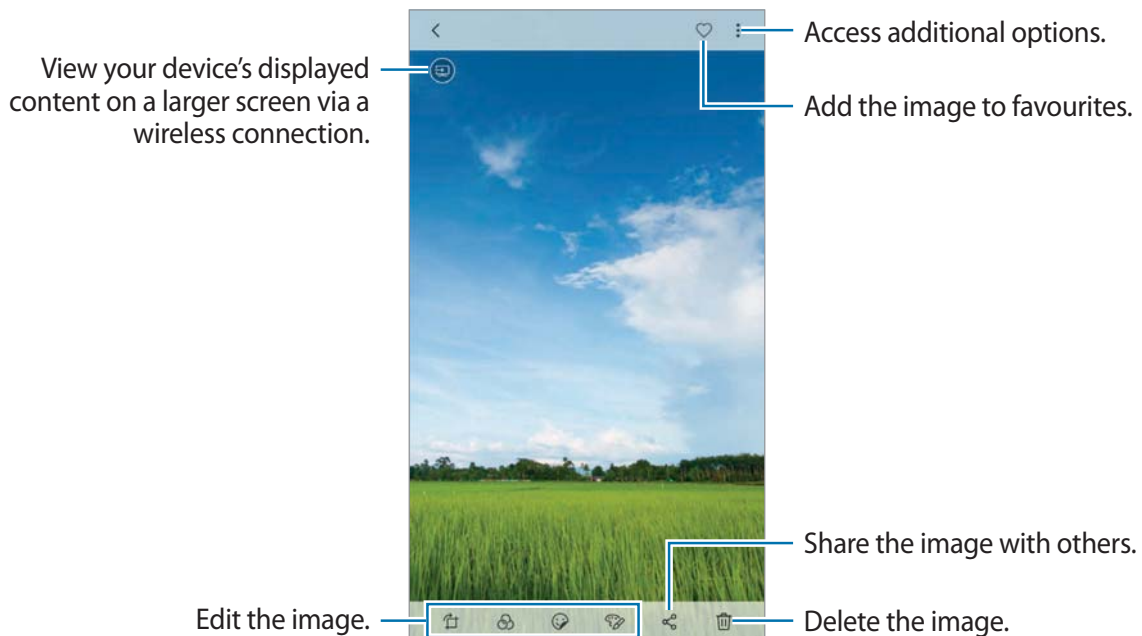 Access additional options.
View your device’s displayed
content on a larger screen via a
wireless connection.
Add the image to favourites.
Share the image with others.
Edit the image.
Delete the image.